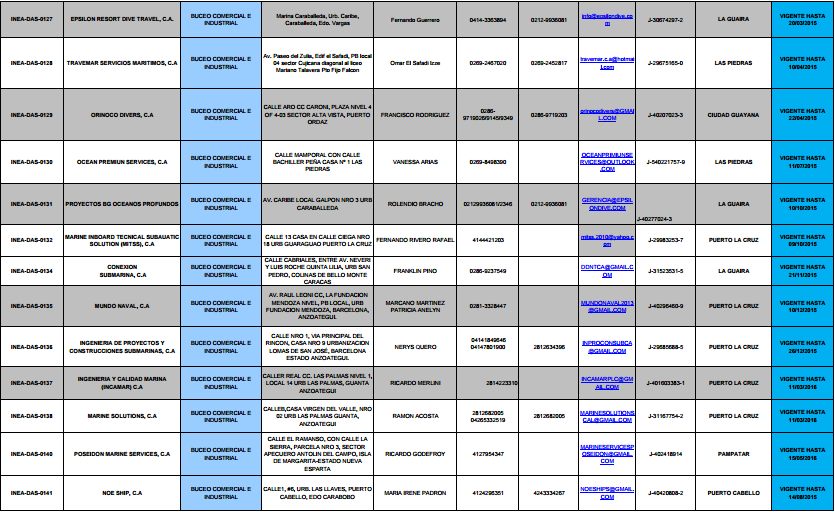 INEA-DAS-0127 EPSILON RESORT DIVE TRAVEL, C.A. BUCEO COMERCIAL E INDUSTRIAL Marina Caraballeda, Urb. Caribe, Caraballeda, Edo. Vargas Fernando Guerrero 0414-3363894 0212-9936081 info@epsilondive.com J-30674297-2 LA GUAIRA VIGENTE HASTA 20/03/2015
INEA-DAS-0128 TRAVEMAR SERVICIOS MARITIMOS, C.A BUCEO COMERCIAL E INDUSTRIAL Av. Paseo del Zulia, Edif el Safadi, PB local 04 sector Cujicana diagonal al liceo Mariano Talavera Pto Fijo Falcon Omar El Safadi Izze 0269-2467020 0269-2452817 travemar.c.a@hotmail.com J-29675165-0 LAS PIEDRAS VIGENTE HASTA 10/04/2015
INEA-DAS-0129 ORINOCO DIVERS, C.A BUCEO COMERCIAL E INDUSTRIAL CALLE ARO CC CARONI, PLAZA NIVEL 4 OF 4-03 SECTOR ALTA VISTA, PUERTO ORDAZ FRANCISCO RODRIGUEZ 0286-9719026/9145/9349 0286-9719203 orinocodivers@GMAIL.COM J-40207023-3 CIUDAD GUAYANA VIGENTE HASTA 22/04/2015
INEA-DAS-0130 OCEAN PREMIUN SERVICES, C.A BUCEO COMERCIAL E INDUSTRIAL CALLE MAMPORAL CON CALLE BACHILLER PEÑA CASA Nº 1 LAS PIEDRAS VANESSA ARIAS 0269-8498390 OCEANPRIMIUNSERVICES@OUTLOOK.COM J-540221757-9 LAS PIEDRAS VIGENTE HASTA 11/07/2015
INEA-DAS-0131 PROYECTOS BG OCEANOS PROFUNDOS BUCEO COMERCIAL E INDUSTRIAL AV. CARIBE LOCAL GALPON NRO 3 URB CARABALLEDA ROLENDIO BRACHO 02129936081/2346 0212-9936081 GERENCIA@EPSILONDIVE.COM J-40277024-3 LA GUAIRA VIGENTE HASTA 10/10/2015
INEA-DAS-0132 MARINE INBOARD TECNICAL SUBAUATIC SOLUTION (MITSS), C.A BUCEO COMERCIAL E INDUSTRIAL CALLE 13 CASA EN CALLE CIEGA NRO 18 URB GUARAGUAO PUERTO LA CRUZ FERNANDO RIVERO RAFAEL 4144421203 mitss.2010@yahoo.com J-29983253-7 PUERTO LA CRUZ VIGENTE HASTA 09/10/2015
INEA-DAS-0134 CONEXION SUBMARINA, C.A BUCEO COMERCIAL E INDUSTRIAL CALLE CABRIALES, ENTRE AV. NEVERI Y LUIS ROCHE QUINTA LILIA, URB SAN PEDRO, COLINAS DE BELLO MONTE CARACAS FRANKLIN PINO 0286-9237549 DDNTCA@GMAIL.COM J-31523531-5 LA GUAIRA VIGENTE HASTA 21/11/2015
INEA-DAS-0135 MUNDO NAVAL, C.A BUCEO COMERCIAL E INDUSTRIAL AV. RAUL LEONI CC, LA FUNDACION MENDOZA NIVEL, PB LOCAL, URB FUNDACION MENDOZA, BARCELONA, ANZOATEGUI MARCANO MARTINEZ PATRICIA ANELYN 0281-3328447 MUNDONAVAL2013@GMAIL.COM J-40296460-9 PUERTO LA CRUZ VIGENTE HASTA 10/12/2015
INEA-DAS-0136 INGENIERIA DE PROYECTOS Y CONSTRUCCIONES SUBMARINAS, C.A BUCEO COMERCIAL E INDUSTRIAL CALLE NRO 1, VIA PRINCIPAL DEL RINCON, CASA NRO 9 URBANIZACION LOMAS DE SAN JOSÉ, BARCELONA ESTADO ANZOATEGUI NERYS QUERO 04141849646 04147801900 2812634396 INPROCONSUBCA@GMAIL.COM J-29685688-5 PUERTO LA CRUZ VIGENTE HASTA 26/12/2015
INEA-DAS-0137 INGENIERIA Y CALIDAD MARINA (INCAMAR) C.A BUCEO COMERCIAL E INDUSTRIAL CALLER REAL CC. LAS PALMAS NIVEL 1, LOCAL 14 URB LAS PALMAS, GUANTA ANZOATEGUI RICARDO MERLINI 2814223310 INCAMARPLC@GMAIL.COM J-401603383-1 PUERTO LA CRUZ VIGENTE HASTA 11/03/2016
INEA-DAS-0138 MARINE SOLUTIONS, C.A BUCEO COMERCIAL E INDUSTRIAL CALLEB,CASA VIRGEN DEL VALLE, NRO 02 URB LAS PALMAS GUANTA, ANZOATEGUI RAMON ACOSTA 2812682005 04265332519 2812682005 MARINESOLUTIONSCAL@GMAIL.COM J-31167754-2 PUERTO LA CRUZ VIGENTE HASTA 11/03/2016
INEA-DAS-0140 POSEIDON MARINE SERVICES, C.A BUCEO COMERCIAL E INDUSTRIAL CALLE EL RAMANSO, CON CALLE LA SIERRA, PARCELA NRO 3, SECTOR APECUERO ANTOLIN DEL CAMPO, ISLA DE MARGARITA-ESTADO NUEVA ESPARTA RICARDO GODEFROY 4127954347 MARINESERVICESPOSEIDON@GMAIL.COM J-402418914 PAMPATAR VIGENTE HASTA 15/05/2016
INEA-DAS-0141 NOE SHIP, C.A BUCEO COMERCIAL E INDUSTRIAL CALLE1, #6, URB. LAS LLAVES, PUERTO CABELLO, EDO CARABOBO MARIA IRENE PADRON 4124296351 4243334267 NOESHIPS@GMAIL.COM J-40420808-2 PUERTO CABELLO VIGENTE HASTA 14/08/2016